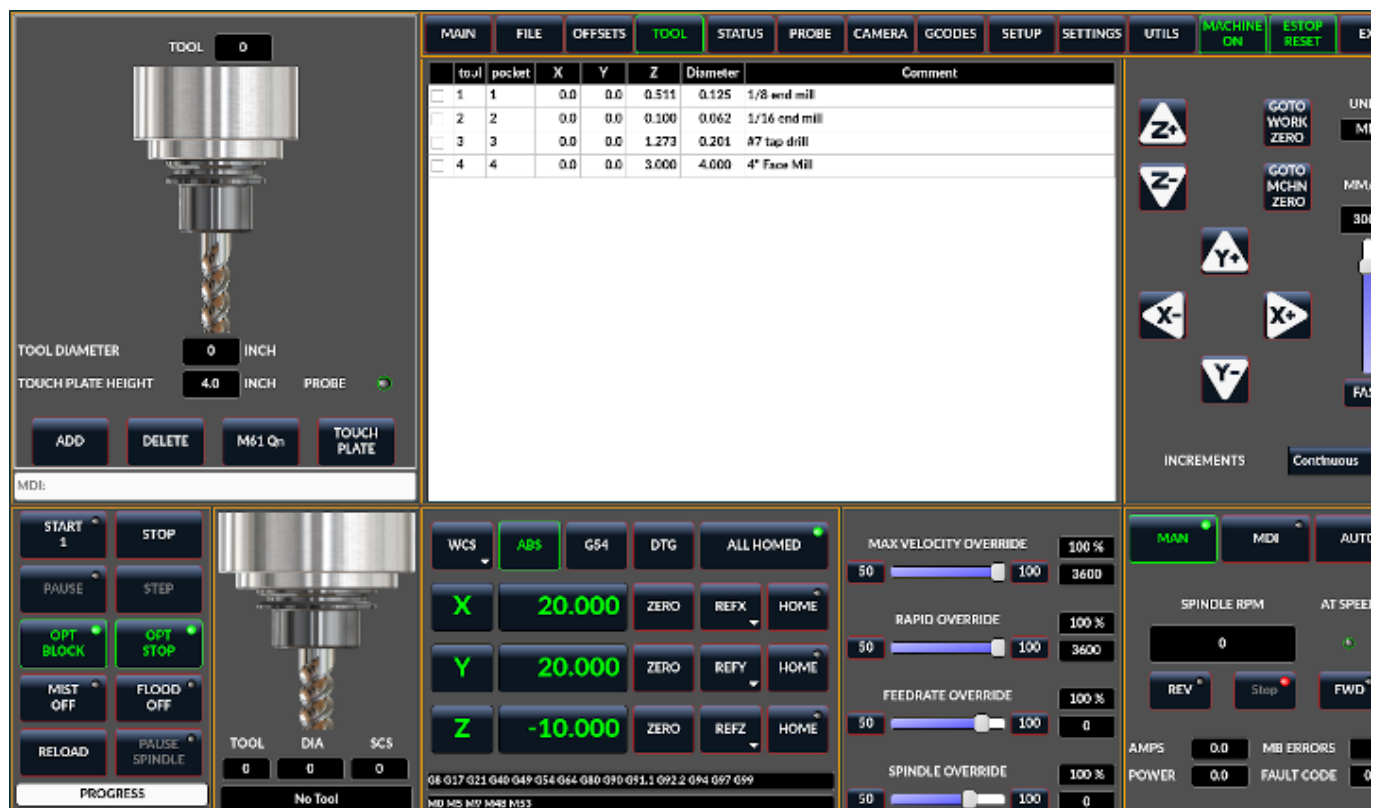 MAIN FILE OFFSETS TOOL STATUS PROBE CAMERA GCODES SETUP SETTINGS UTILS MACHINE ON ESTOP RESET
TOOL 0
tool pocket X Y Z Diameter Comment
1 1 0.0 0.0 0.511 0.125 1/8 end mill
2 2 0.0 0.0 0.100 0.062 1/16 end mill
3 3 0.0 0.0 1.273 0.201 #7 tap drill
4 4 0.0 0.0 3.000 4.000 4" Face Mill
TOOL DIAMETER 0 INCH
TOUCH PLATE HEIGHT 4.0 INCH PROBE
ADD DELETE M61 Qn TOUCH PLATE
MDI:
Z+ GOTO WORK ZERO
Z- GOTO MCHN ZERO
Y+
X- X+
Y-
INCREMENTS Continuous
START 1 STOP
PAUSE STEP
OPT BLOCK OPT STOP
MIST OFF FLOOD OFF
RELOAD PAUSE SPINDLE
PROGRESS
TOOL DIA SCS
0 0 0
No Tool
WCS ABS G54 DTG ALL HOMED
X 20.000 ZERO REFX HOME
Y 20.000 ZERO REFY HOME
Z -10.000 ZERO REFZ HOME
G8 G17 G21 G40 G49 G54 G64 G80 G90 G91.1 G92.2 G94 G97 G99
M0 M5 M9 M48 M53
MAX VELOCITY OVERRIDE 100 %
50 100 3600
RAPID OVERRIDE 100 %
50 100 3600
FEEDRATE OVERRIDE 100 %
50 100 0
SPINDLE OVERRIDE 100 %
50 100 0
MAN MDI AUTO
SPINDLE RPM AT SPEED
0
REV Stop FWD
AMPS 0.0 MB ERRORS
POWER 0.0 FAULT CODE